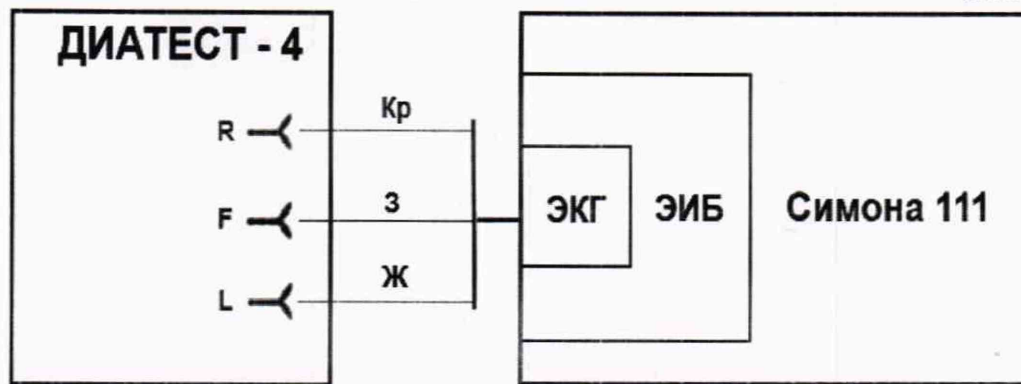 ДИАТЕСТ - 4
R
Кр
F
З
L
Ж
ЭКГ
ЭИБ
Симона 111